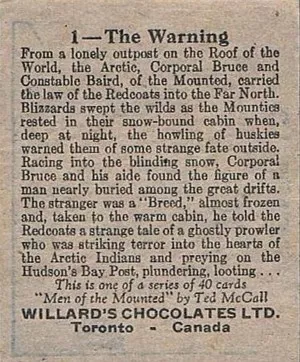 1—The Warning
From a lonely outpost on the Roof of the
World, the Arctic, Corporal Bruce and
Constable Baird, of the Mounted, carried
the law of the Redcoats into the Far North.
Blizzards swept the wilds as the Mounties
rested in their snow-bound cabin when,
deep at night, the howling of huskies
warned them of some strange fate outside.
Racing into the blinding snow, Corporal
Bruce and his aide found the figure of a
man nearly buried among the great drifts.
The stranger was a "Breed," almost frozen
and, taken to the warm cabin, he told the
Redcoats a strange tale of a ghostly prowler
who was striking terror into the hearts of
the Arctic Indians and preying on the
Hudson's Bay Post, plundering, looting . . .
This is one of a series of 40 cards
"Men of the Mounted" by Ted McCall
WILLARD'S CHOCOLATES LTD.
Toronto - Canada